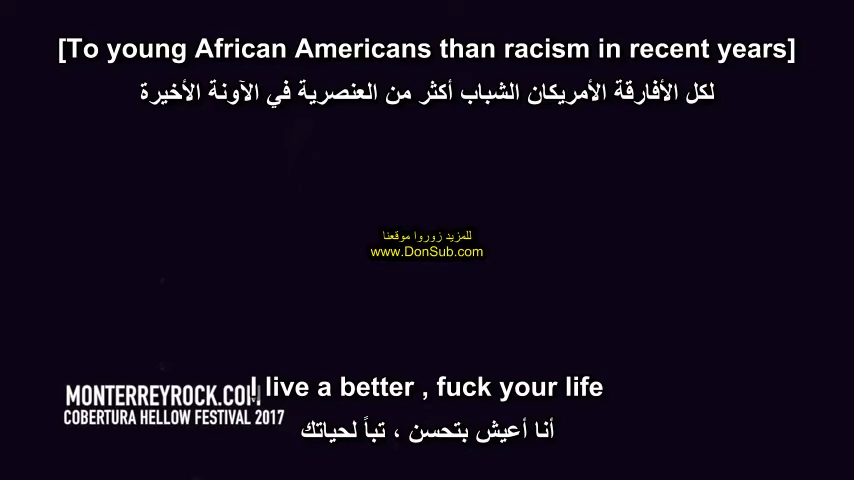 [To young African Americans than racism in recent years]
لكل الأفارقة الأمريكان الشباب أكثر من العنصرية في الآونة الأخيرة
للمزيد زوروا موقعنا
www.DonSub.com
I live a better , fuck your life
أنا أعيش بتحسن ، تباً لحياتك
MONTERREYROCK.COM
COBERTURA HELLOW FESTIVAL 2017